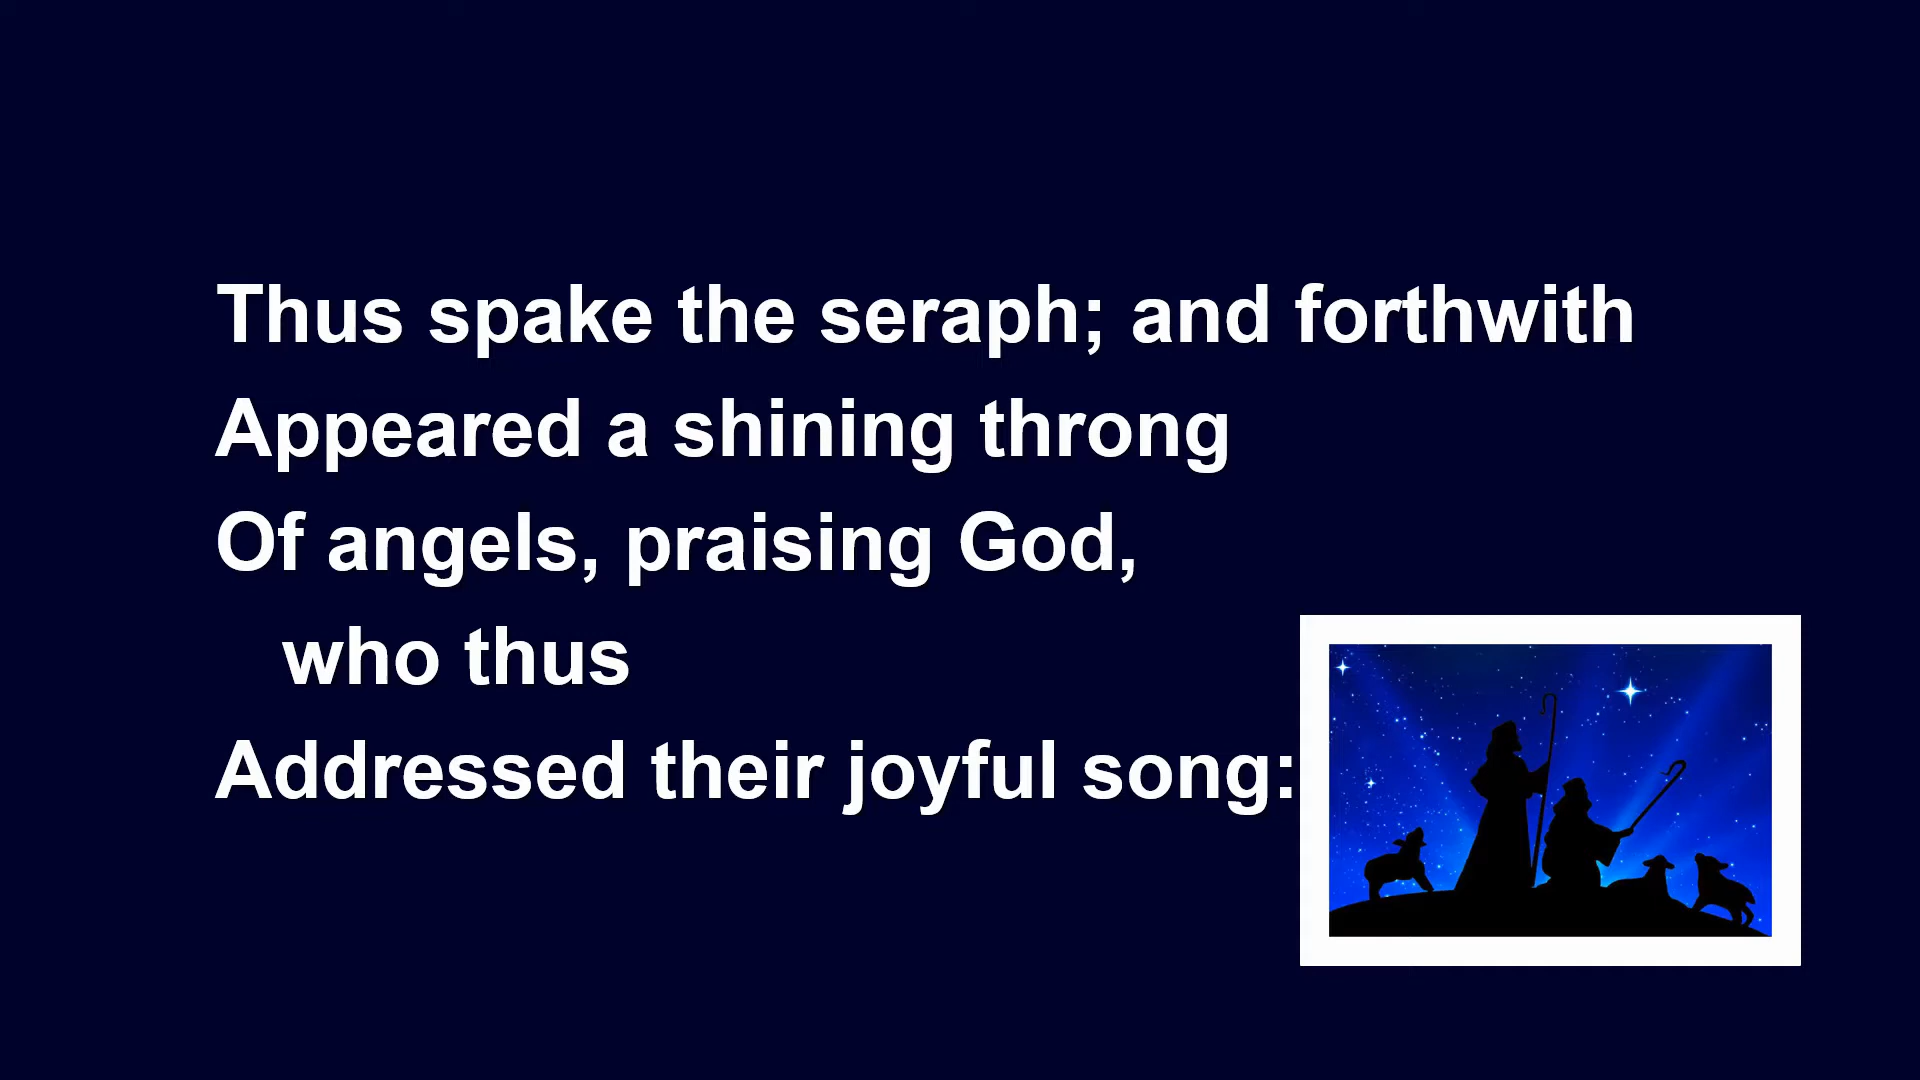 Thus spake the seraph; and forthwith
Appeared a shining throng
Of angels, praising God,
who thus
Addressed their joyful song: